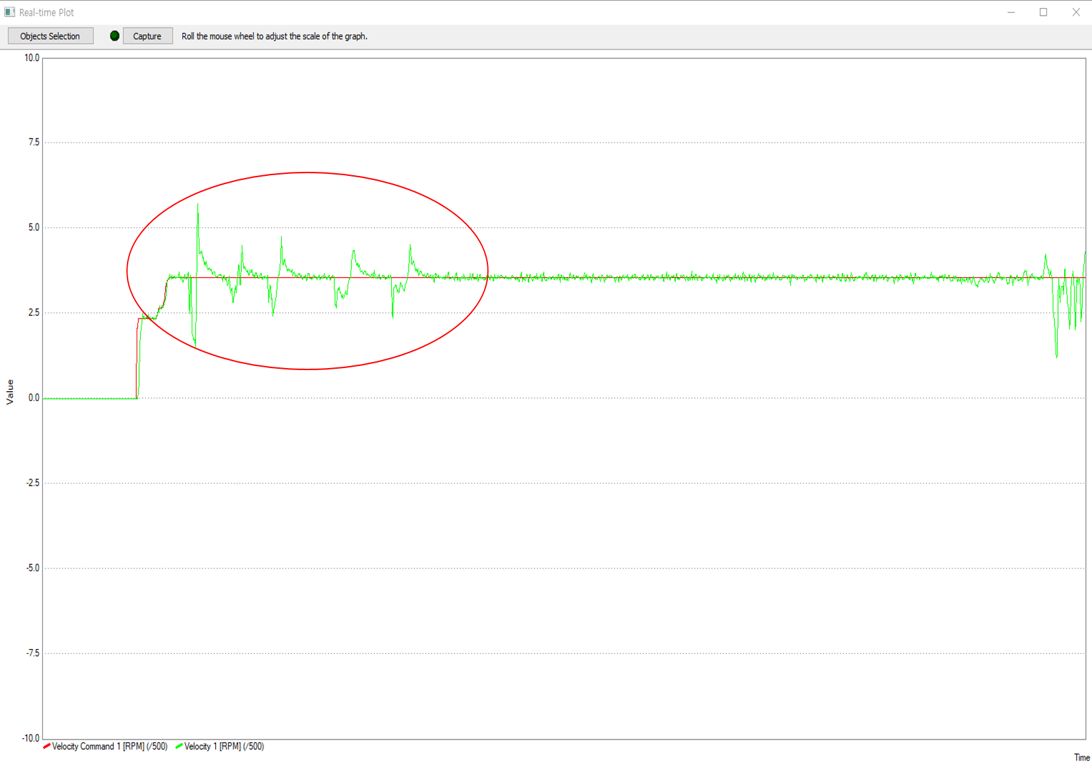 Real-time Plot
Objects Selection Capture Roll the mouse wheel to adjust the scale of the graph.
10.0
7.5
5.0
2.5
0.0
Value
-2.5
-5.0
-7.5
-10.0
Velocity Command 1 [RPM] (/500) Velocity 1 [RPM] (/500)
Time